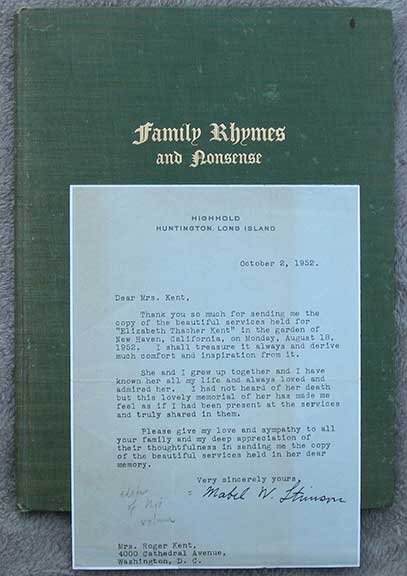 Family Rhymes
and Nonsense
HIGHHOLD
HUNTINGTON, LONG ISLAND
October 2, 1952.
Dear Mrs. Kent,
Thank you so much for sending me the
copy of the beautiful services held for
"Elizabeth Thacher Kent" in the garden of
New Haven, California, on Monday, August 18,
1952. I shall treasure it always and derive
much comfort and inspiration from it.
She and I grew up together and I have
known her all my life and always loved and
admired her. I had not heard of her death
but this lovely memorial of her has made me
feel as if I had been present at the services
and truly shared in them.
Please give my love and sympathy to all
your family and my deep appreciation of
their thoughtfulness in sending me the copy
of the beautiful services held in her dear
memory.
Very sincerely yours,
Mabel W. Stimson
of
Mrs. Roger Kent,
4000 Cathedral Avenue,
Washington, D. C.